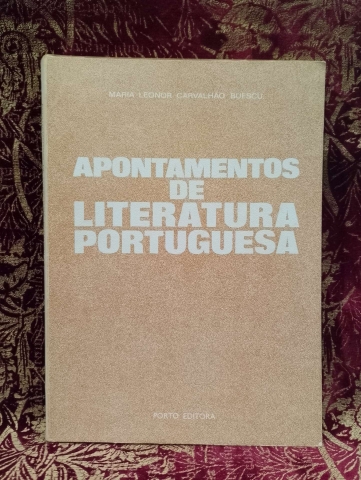 MARIA LEONOR CARVALHÃO BUESCU
APONTAMENTOS
DE
LITERATURA
PORTUGUESA
PORTO EDITORA